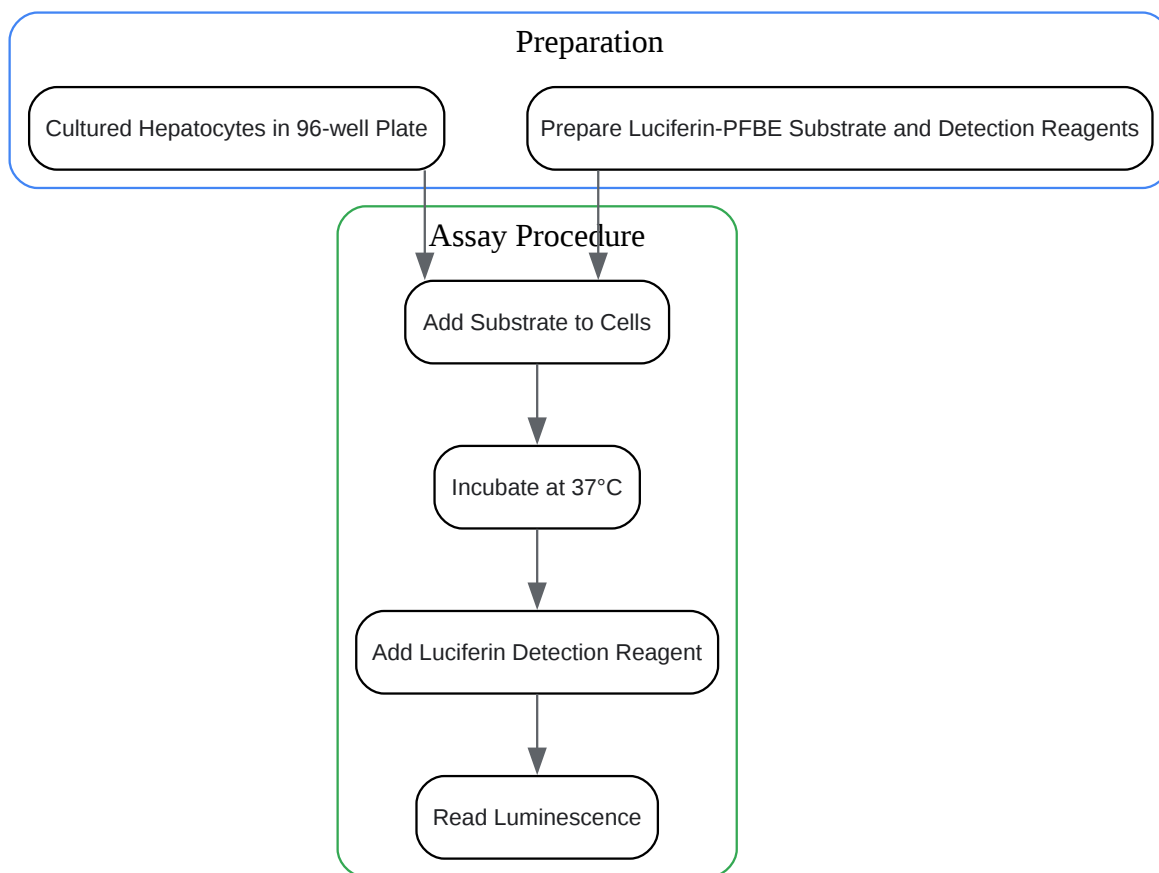 Preparation
Cultured Hepatocytes in 96-well Plate
Prepare Luciferin-PFBE Substrate and Detection Reagents
Assay Procedure
Add Substrate to Cells
Incubate at 37°C
Add Luciferin Detection Reagent
Read Luminescence